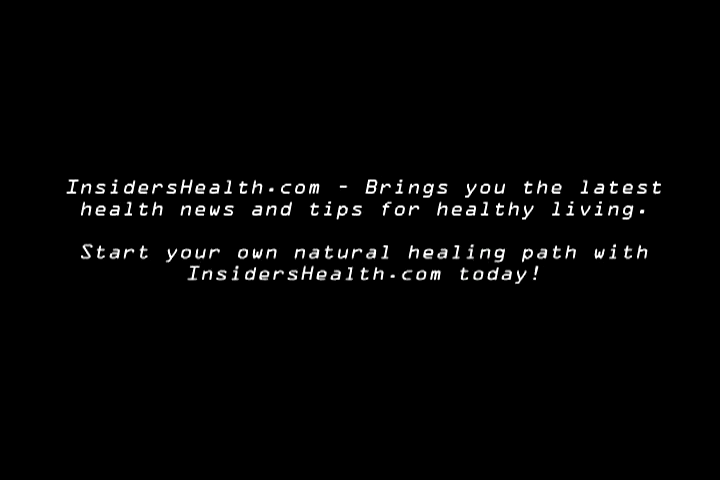 InsidersHealth.com - Brings you the latest
health news and tips for healthy living.
Start your own natural healing path with
InsidersHealth.com today!